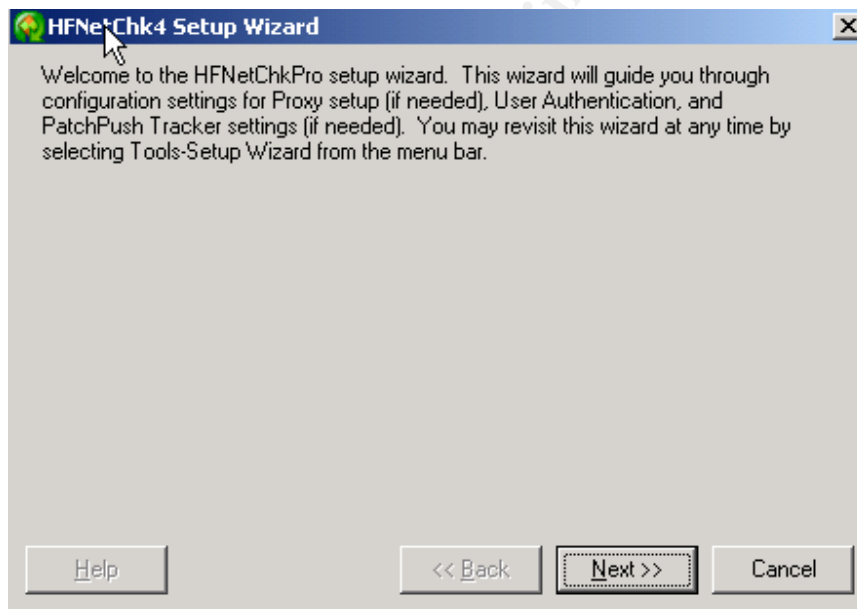 HFNetChk4 Setup Wizard
Welcome to the HFNetChkPro setup wizard. This wizard will guide you through
configuration settings for Proxy setup (if needed), User Authentication, and
PatchPush Tracker settings (if needed). You may revisit this wizard at any time by
selecting Tools-Setup Wizard from the menu bar.
Help
<< Back
Next >>
Cancel